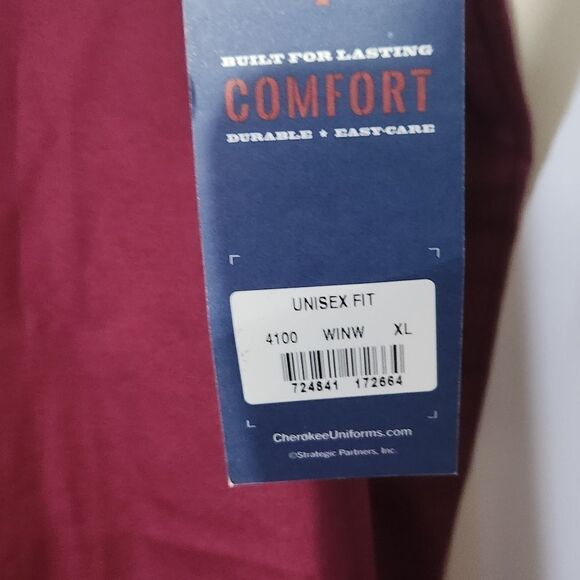 BUILT FOR LASTING
COMFORT
DURABLE ★ EASY-CARE
UNISEX FIT
4100 WINW XL
724841 172664
CherokeeUniforms.com
©Strategic Partners, Inc.